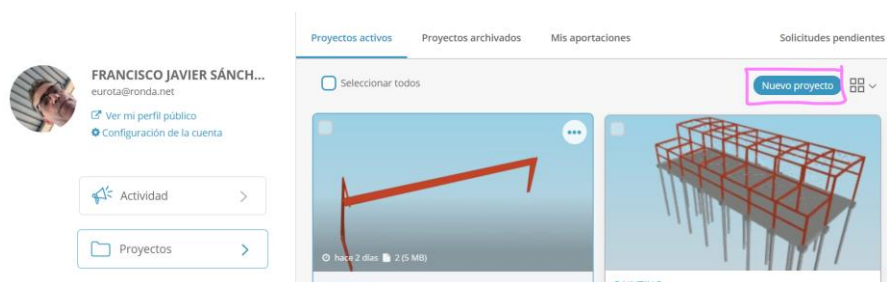 Proyectos activos Proyectos archivados Mis aportaciones Solicitudes pendientes
FRANCISCO JAVIER SÁNCH...
eurota@ronda.net
Ver mi perfil público
Configuración de la cuenta
Actividad
Proyectos
Seleccionar todos
Nuevo proyecto
hace 2 días 2 (5 MB)